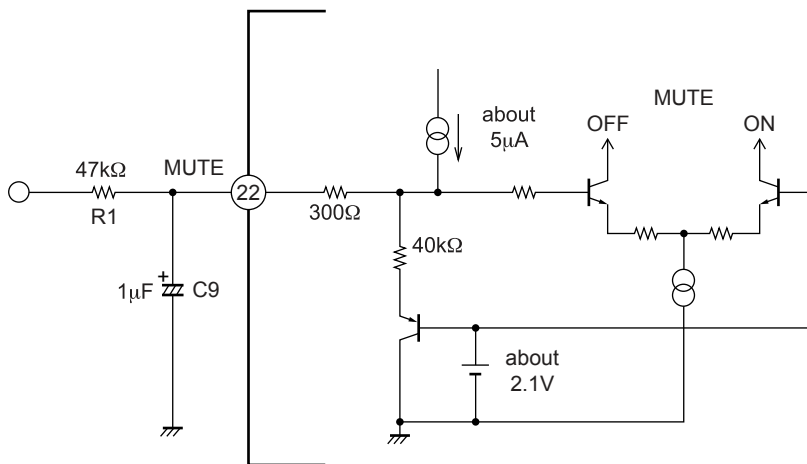 about
5μA
MUTE
OFF
ON
47kΩ
R1
MUTE
22
300Ω
40kΩ
1μF
+
C9
about
2.1V